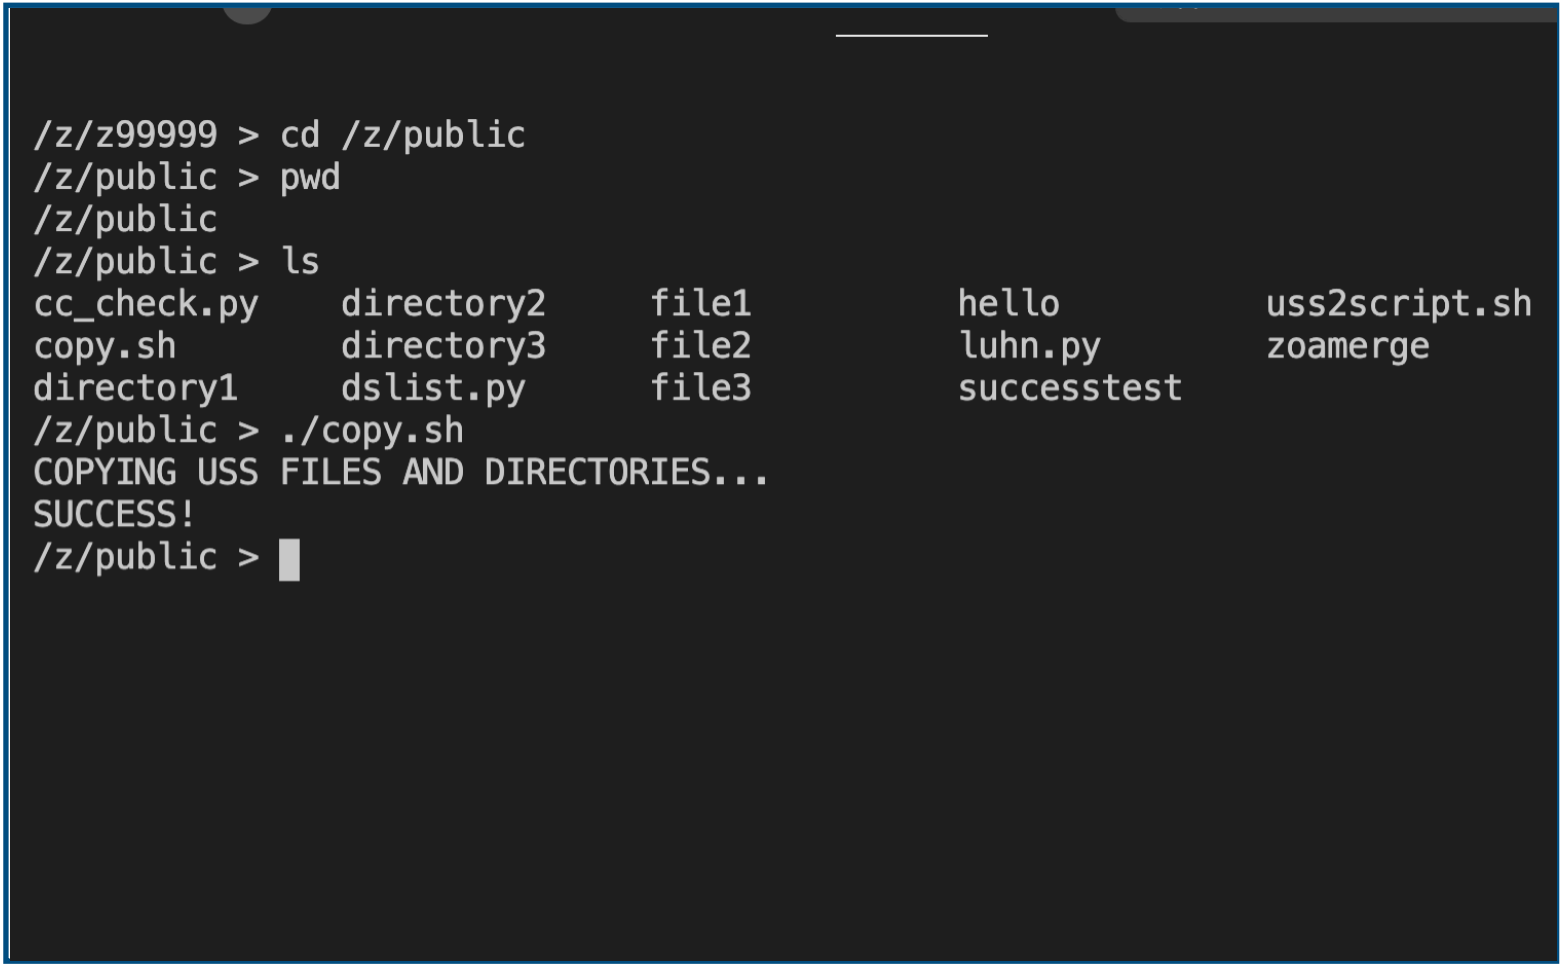 /z/z99999 > cd /z/public
/z/public > pwd
/z/public
/z/public > ls
cc_check.py    directory2     file1          hello          uss2script.sh
copy.sh        directory3     file2          luhn.py        zoamerge
directory1     dslist.py      file3          successtest
/z/public > ./copy.sh
COPYING USS FILES AND DIRECTORIES...
SUCCESS!
/z/public >